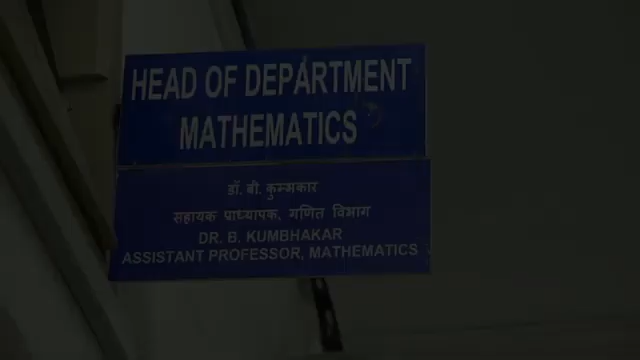 HEAD OF DEPARTMENT
MATHEMATICS
डॉ. बी. कुम्भकार
सहायक प्राध्यापक, गणित विभाग
DR. B. KUMBHAKAR
ASSISTANT PROFESSOR, MATHEMATICS